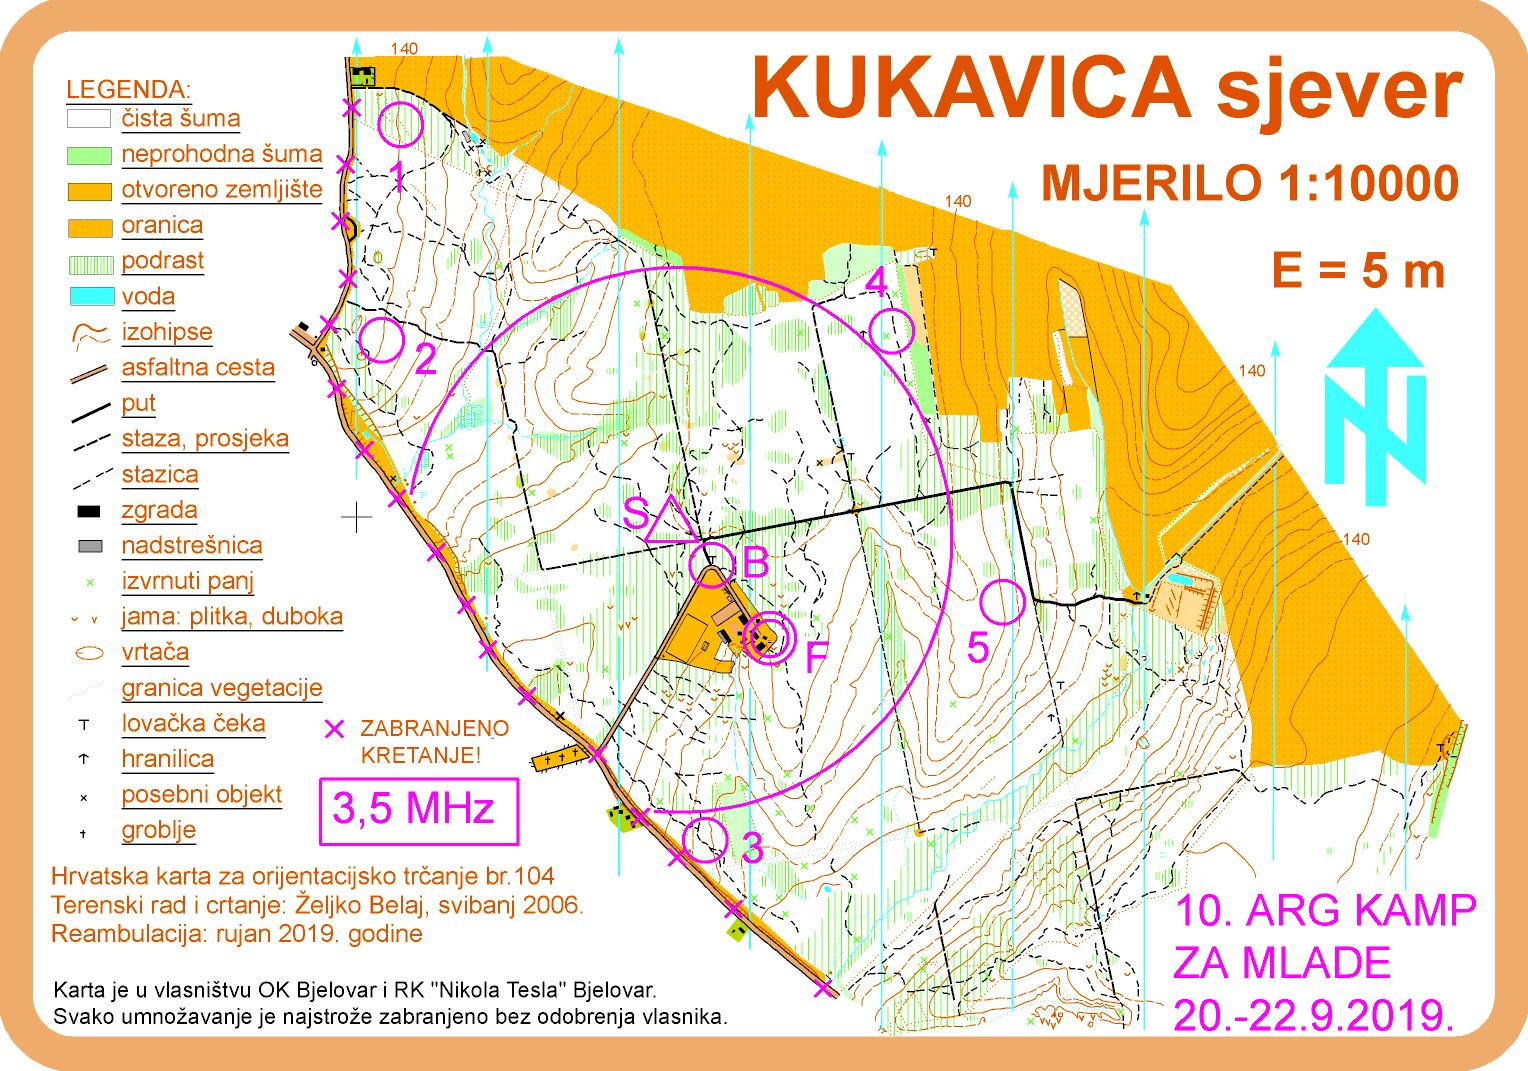 KUKAVICA sjever
MJERILO 1:10000
E = 5 m
LEGENDA:
čista šuma
neprohodna šuma
otvoreno zemljište
oranica
podrast
voda
izohipse
asfaltna cesta
put
staza, prosjeka
stazica
zgrada
nadstrešnica
izvrnuti panj
jama: plitka, duboka
vrtača
granica vegetacije
lovačka čeka
hranilica
posebni objekt
groblje
140
140
140
140
1
2
4
S
B
F
5
3
ZABRANJENO
KRETANJE!
3,5 MHz
Hrvatska karta za orijentacijsko trčanje br.104
Terenski rad i crtanje: Željko Belaj, svibanj 2006.
Reambulacija: rujan 2019. godine
Karta je u vlasništvu OK Bjelovar i RK "Nikola Tesla" Bjelovar.
Svako umnožavanje je najstrože zabranjeno bez odobrenja vlasnika.
10. ARG KAMP
ZA MLADE
20.-22.9.2019.